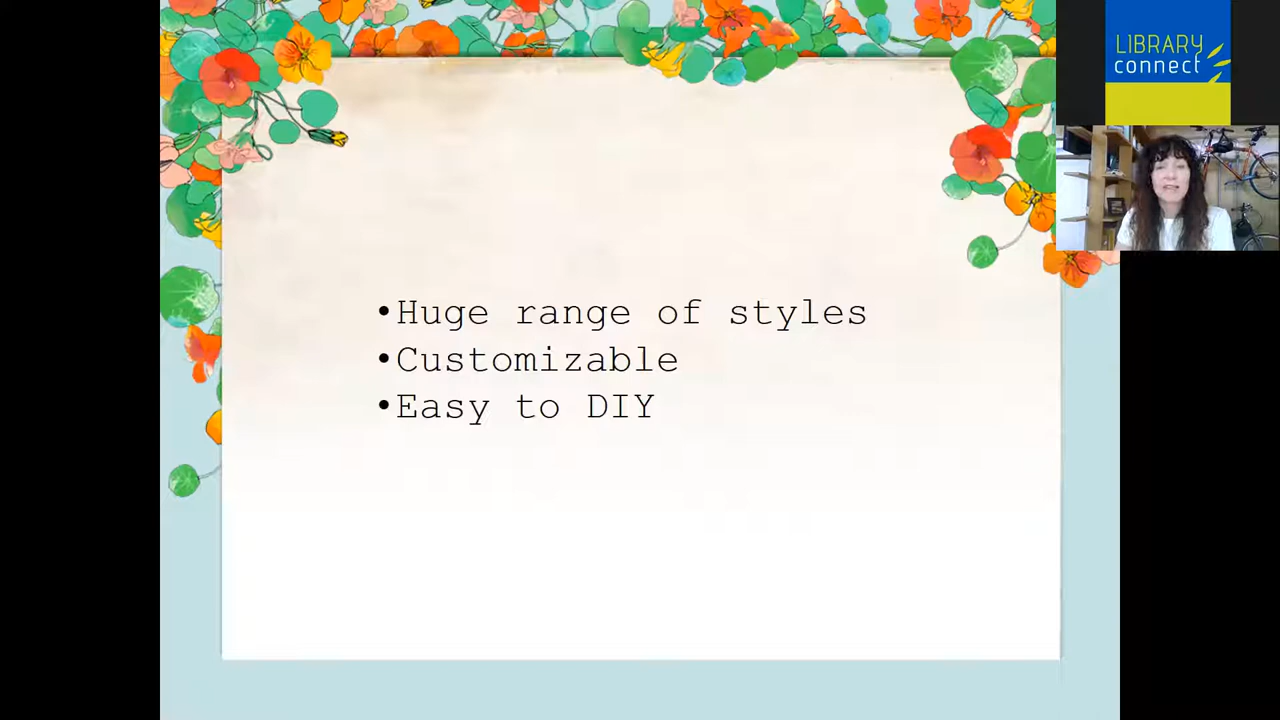 LIBRARY
connect
•Huge range of styles
•Customizable
•Easy to DIY